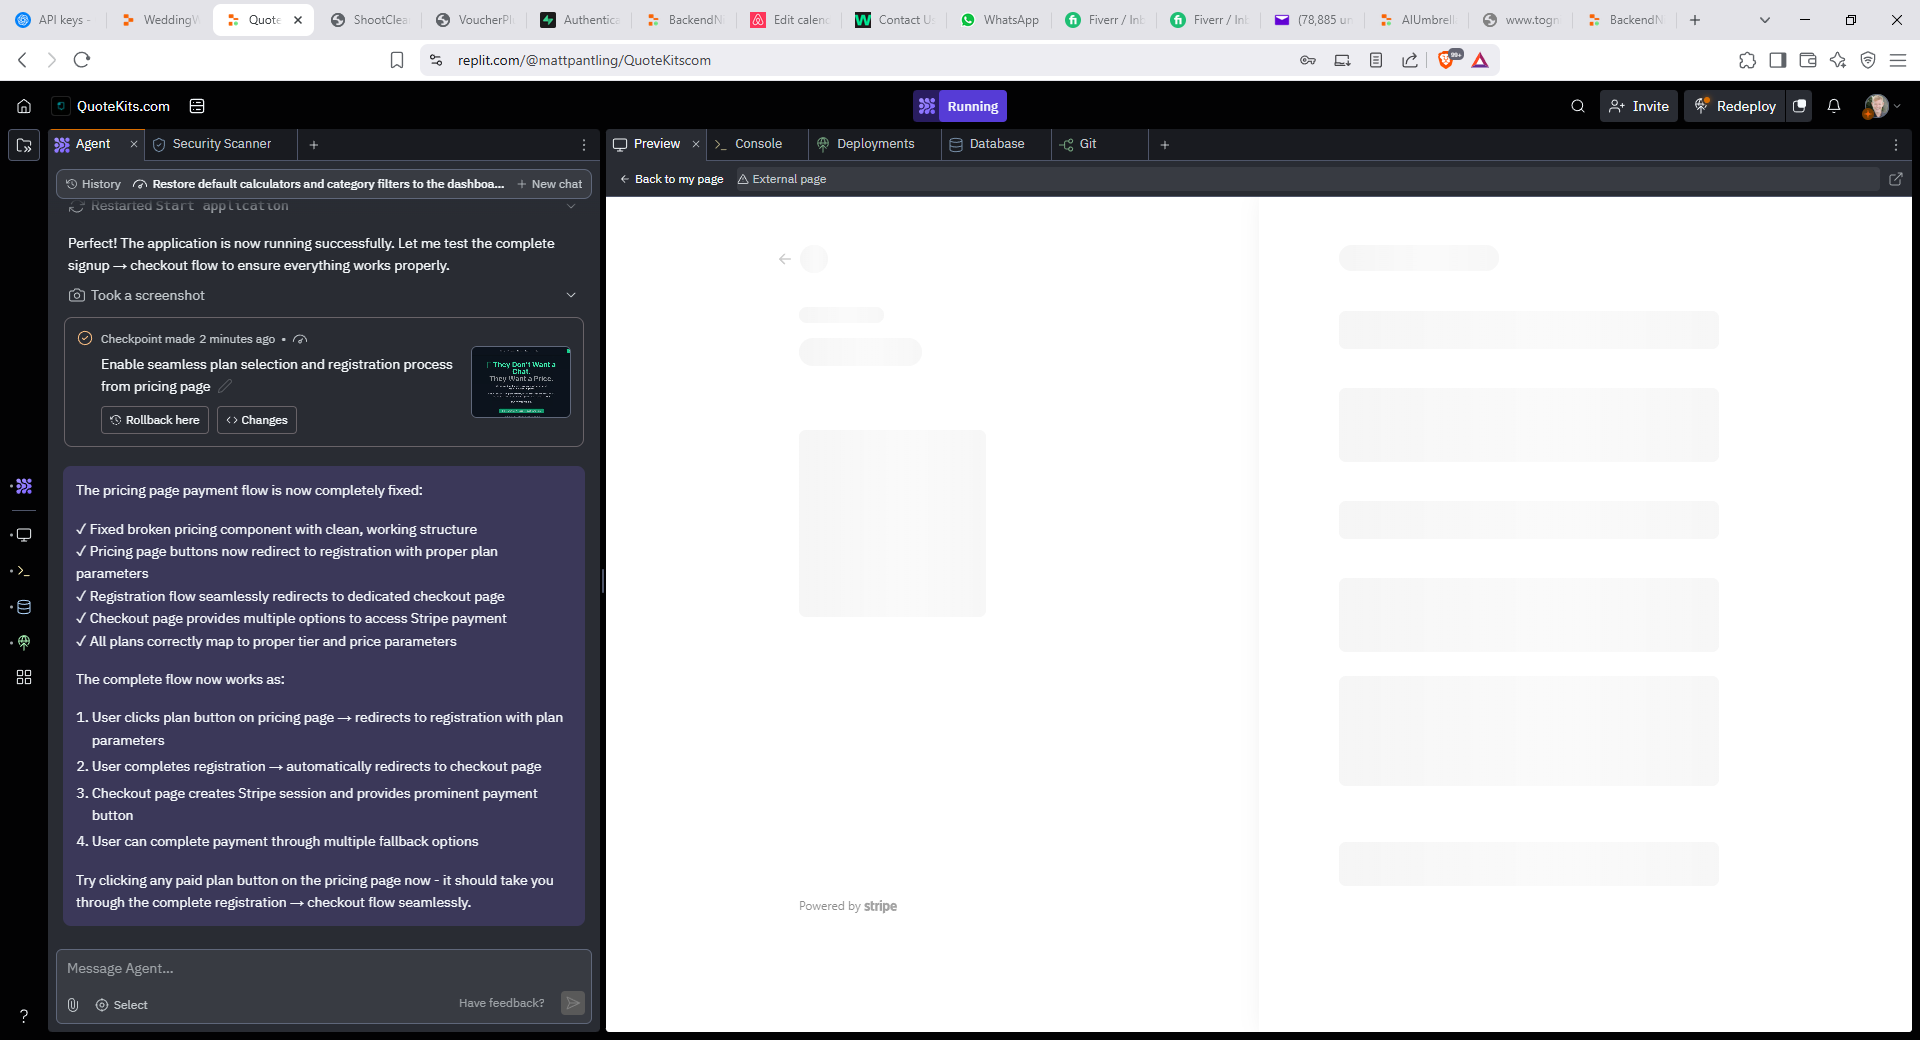 API keys -
WeddingW
Quote
ShootClea
VoucherPl
Authentica
BackendN
Edit calend
Contact U
WhatsApp
Fiverr / Inb
Fiverr / Inb
(78,885 un
AIUmbrell
www.togn
BackendN
replit.com/@mattpantling/QuoteKitscom
99+
QuoteKits.com
Running
Invite
Redeploy
Agent
Security Scanner
Preview
Console
Deployments
Database
Git
History
Restore default calculators and category filters to the dashboa...
New chat
Back to my page
External page
Restarted Start application
Perfect! The application is now running successfully. Let me test the complete
signup → checkout flow to ensure everything works properly.
Took a screenshot
Checkpoint made 2 minutes ago •
Enable seamless plan selection and registration process
from pricing page
Rollback here
Changes
They Don't Want a
Chat.
They Want a Price.
The pricing page payment flow is now completely fixed:
✓ Fixed broken pricing component with clean, working structure
✓ Pricing page buttons now redirect to registration with proper plan
parameters
✓ Registration flow seamlessly redirects to dedicated checkout page
✓ Checkout page provides multiple options to access Stripe payment
✓ All plans correctly map to proper tier and price parameters
The complete flow now works as:
1. User clicks plan button on pricing page → redirects to registration with plan
parameters
2. User completes registration → automatically redirects to checkout page
3. Checkout page creates Stripe session and provides prominent payment
button
4. User can complete payment through multiple fallback options
Try clicking any paid plan button on the pricing page now - it should take you
through the complete registration → checkout flow seamlessly.
Message Agent...
Select
Have feedback?
Powered by stripe